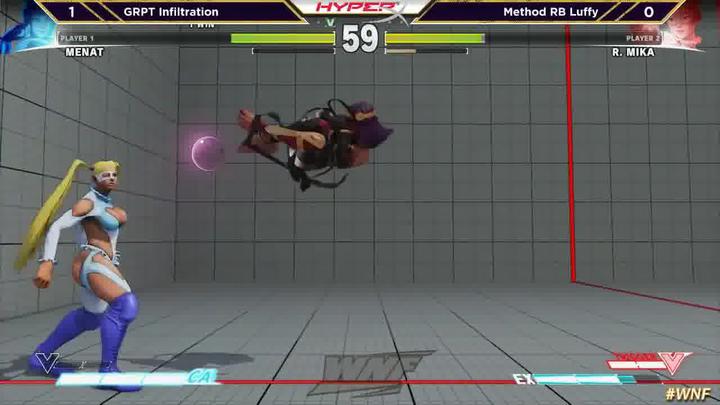 1 GRPT Infiltration HYPER Method RB Luffy 0
1 WIN
PLAYER 1 59 PLAYER 2
MENAT R. MIKA
WNF
CA EX
#WNF